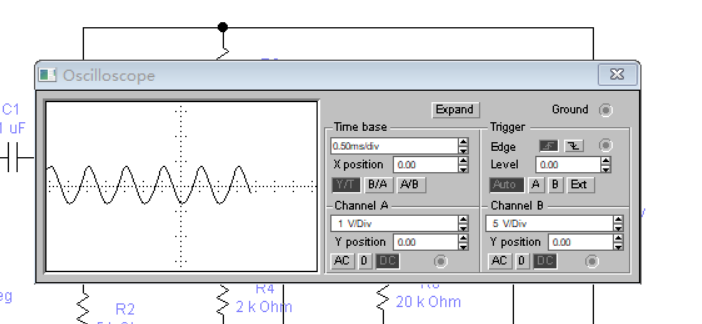 Oscilloscope
C1
1 uF
Expand
Ground
Time base
0.50ms/div
X position 0.00
Y/T B/A A/B
Trigger
Edge
Level 0.00
Auto A B Ext
Channel A
1 V/Div
Y position 0.00
AC 0 DC
Channel B
5 V/Div
Y position 0.00
AC 0 DC
R2
R4
2 k Ohm
20 k Ohm